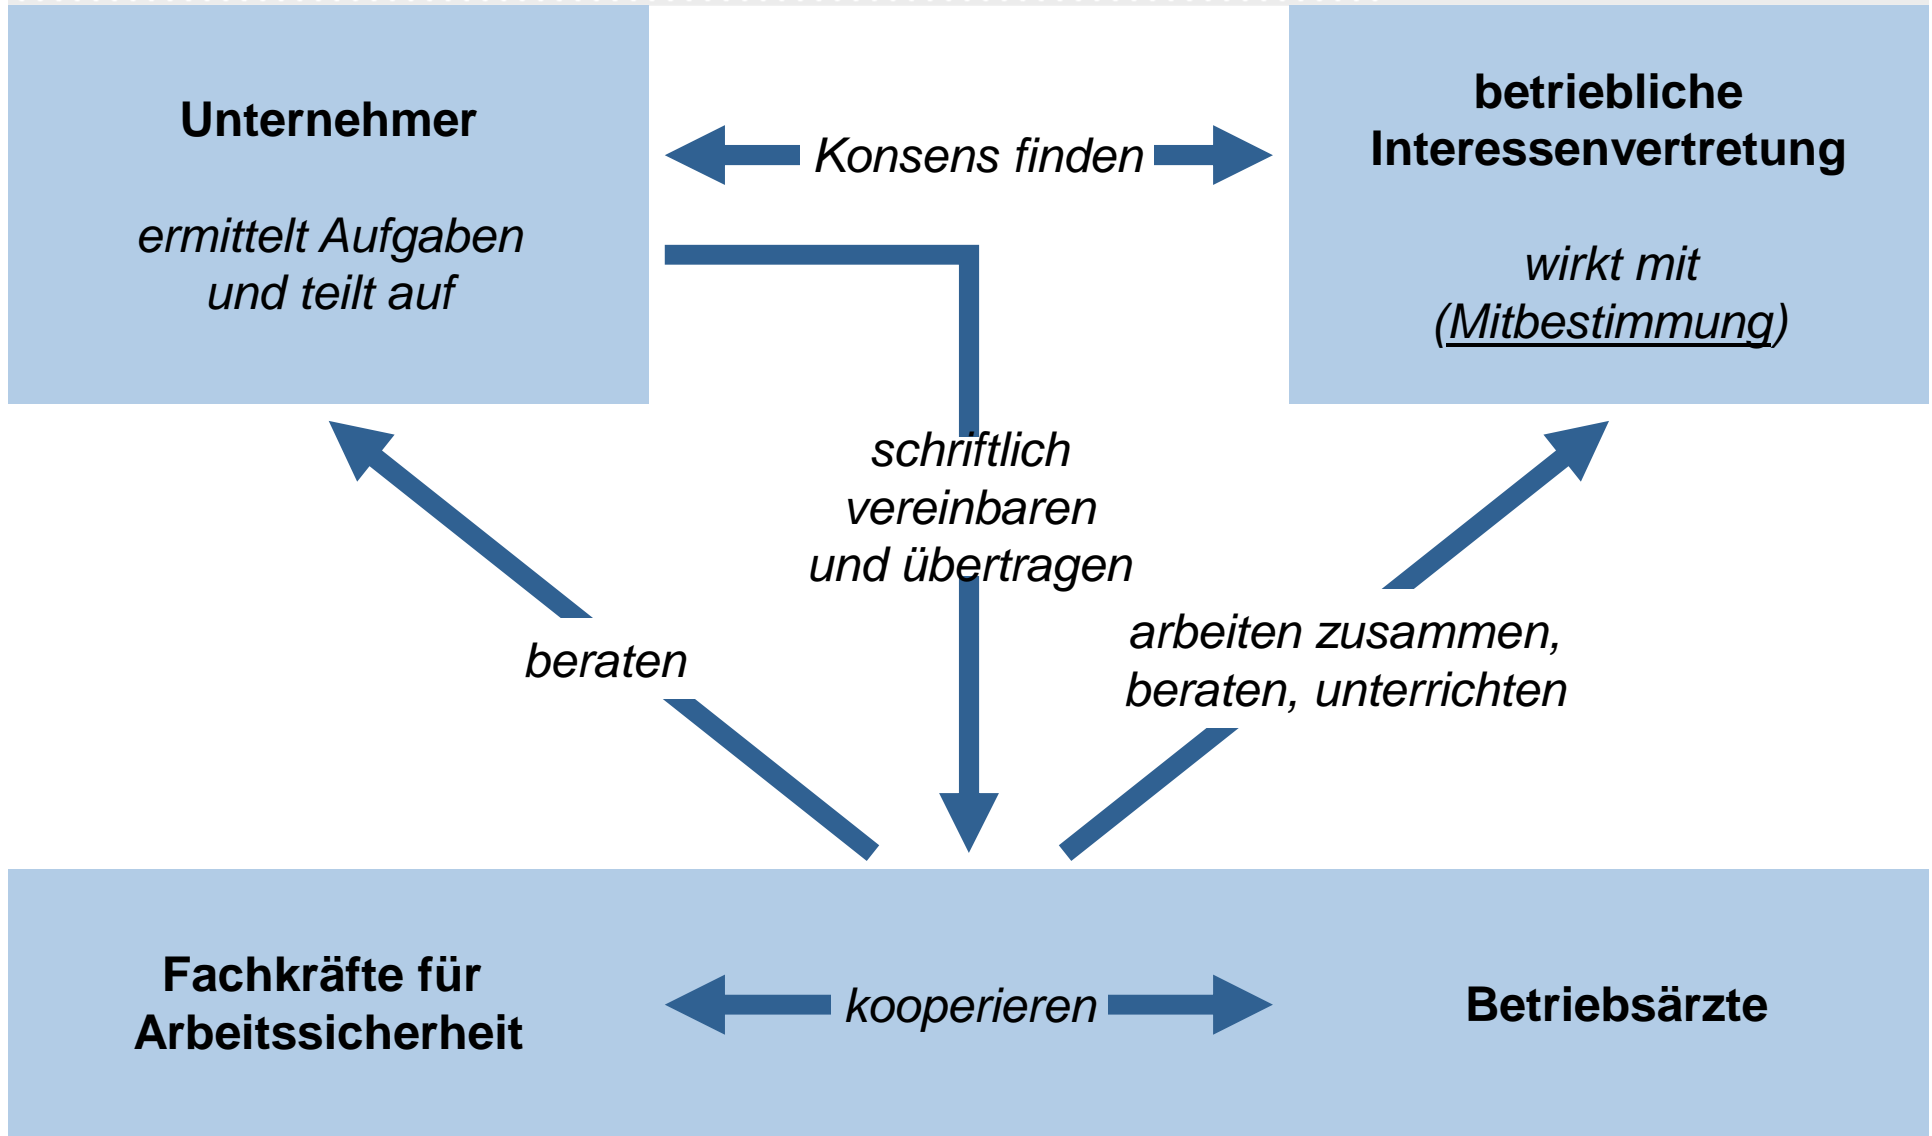 Unternehmer
ermittelt Aufgaben
und teilt auf
Konsens finden
betriebliche
Interessenvertretung
wirkt mit
(Mitbestimmung)
schriftlich
vereinbaren
und übertragen
beraten
arbeiten zusammen,
beraten, unterrichten
Fachkräfte für
Arbeitssicherheit
kooperieren
Betriebsärzte